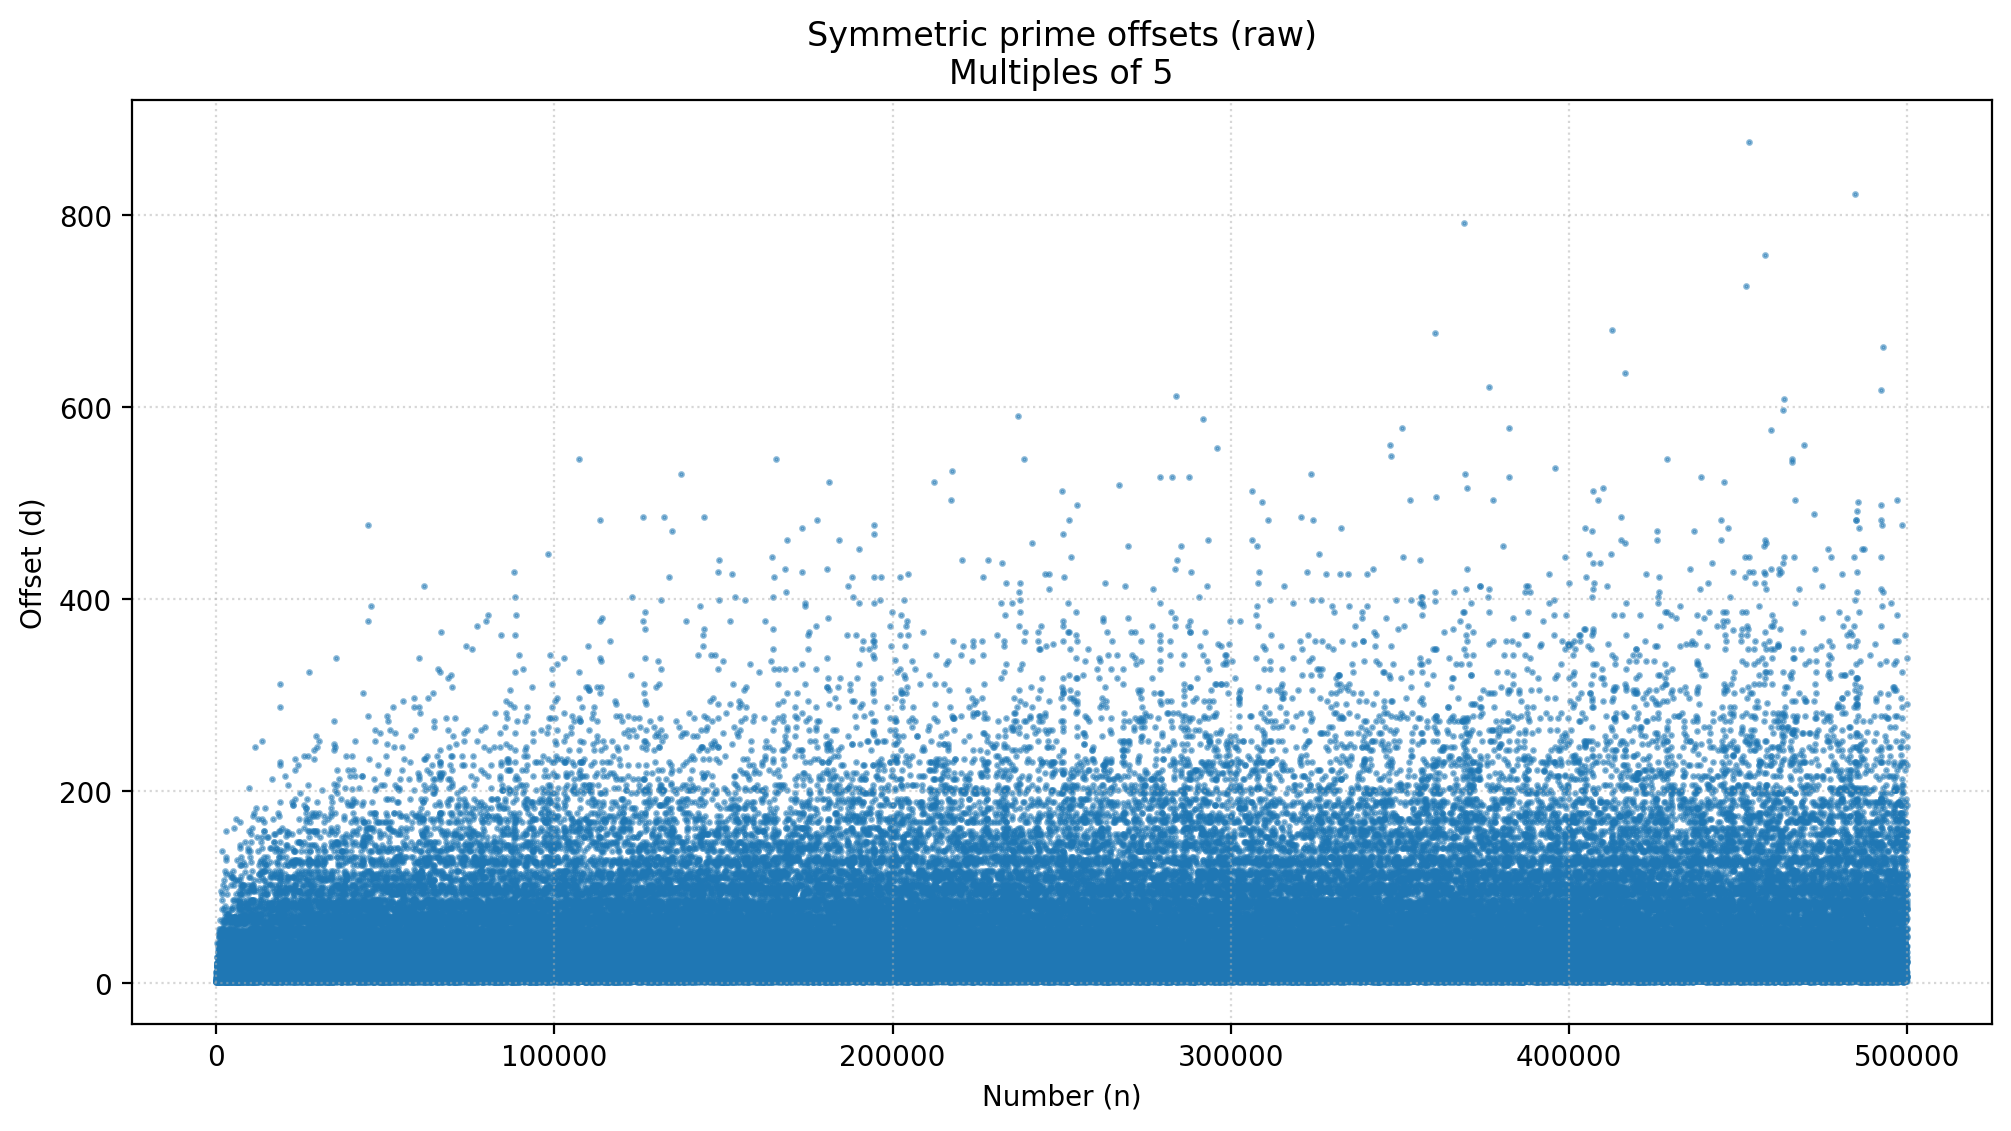 Symmetric prime offsets (raw)
Multiples of 5
800
600
400
200
0
Offset (d)
0 100000 200000 300000 400000 500000
Number (n)